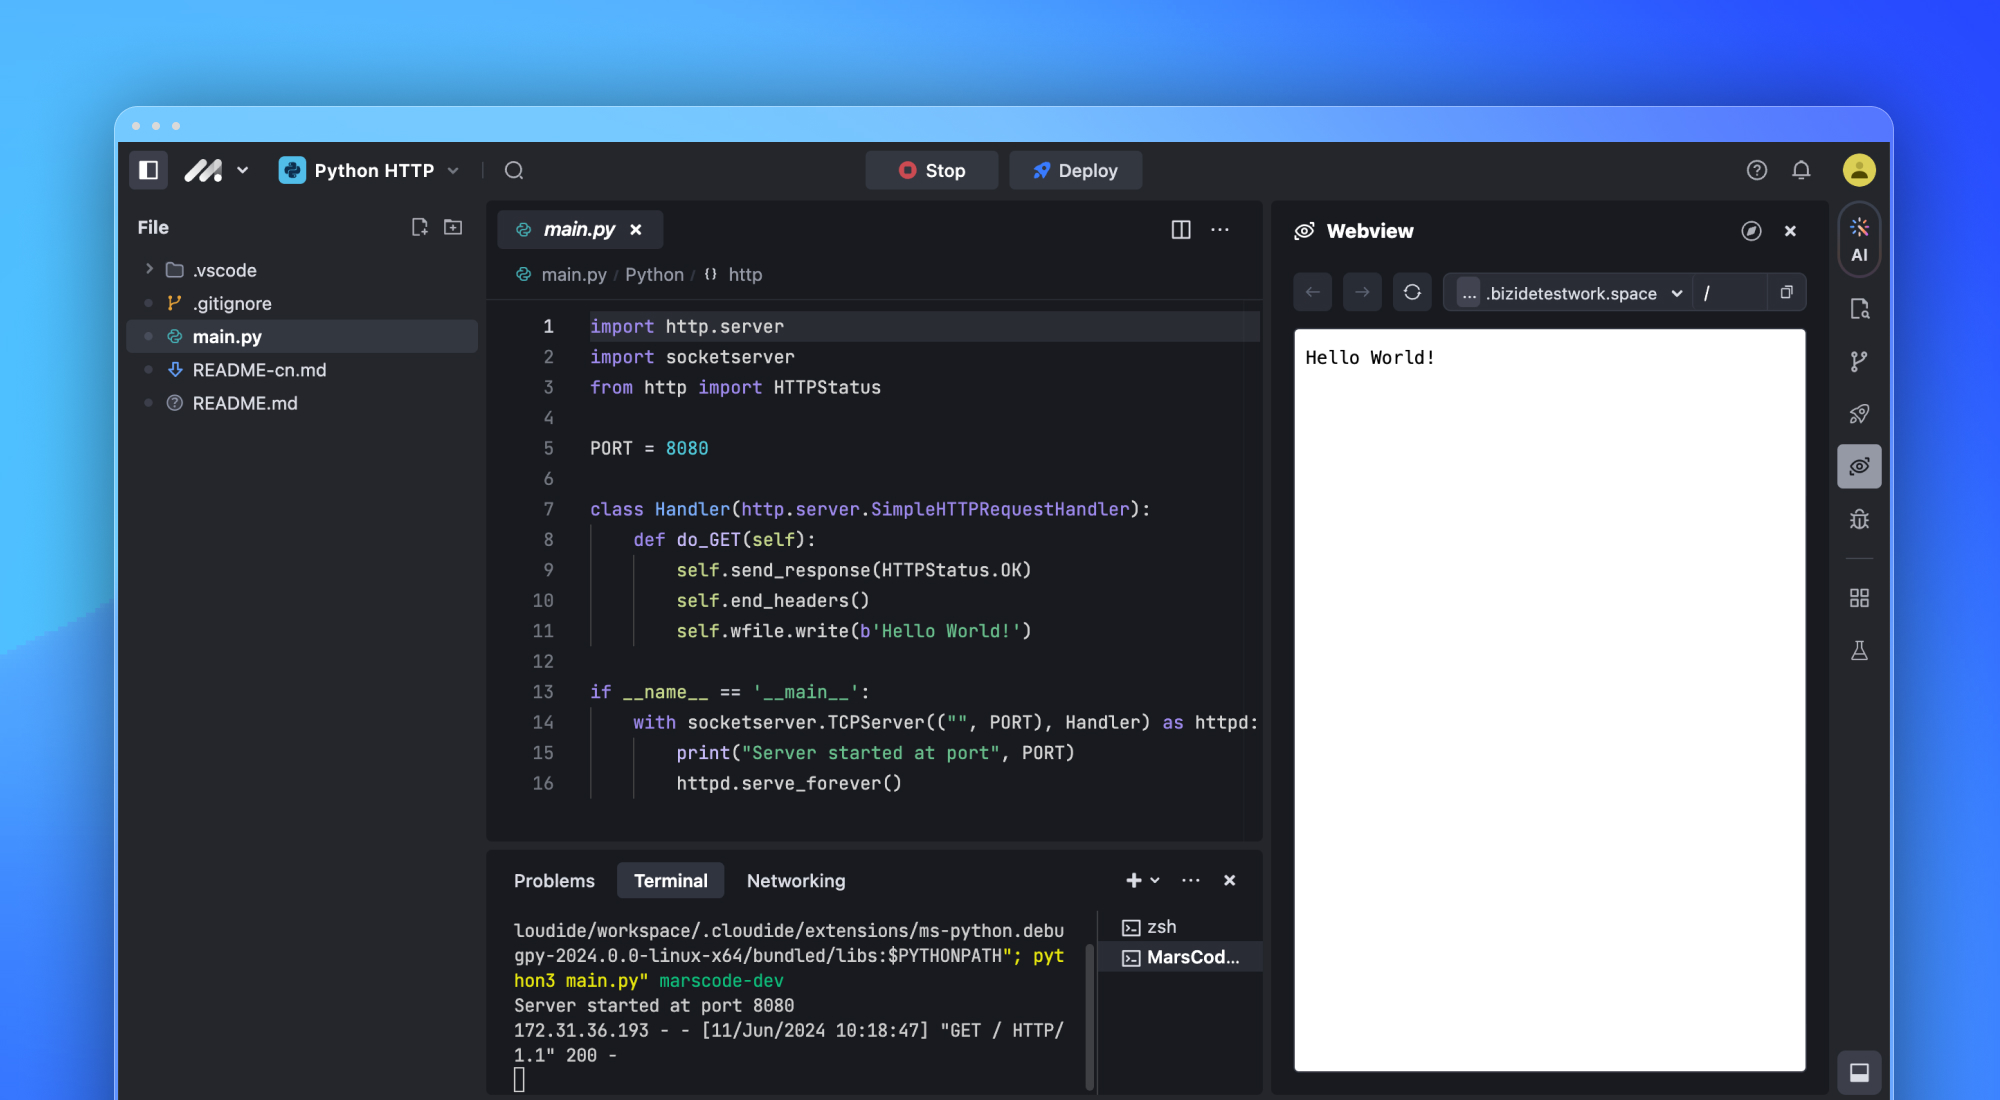 Python HTTP
Stop
Deploy
File
.vscode
.gitignore
main.py
README-cn.md
README.md
main.py
main.py / Python / {} http
1 import http.server
2 import socketserver
3 from http import HTTPStatus
4
5 PORT = 8080
6
7 class Handler(http.server.SimpleHTTPRequestHandler):
8 def do_GET(self):
9 self.send_response(HTTPStatus.OK)
10 self.end_headers()
11 self.wfile.write(b'Hello World!')
12
13 if __name__ == '__main__':
14 with socketserver.TCPServer(("", PORT), Handler) as httpd:
15 print("Server started at port", PORT)
16 httpd.serve_forever()
Problems
Terminal
Networking
loudide/workspace/.cloudide/extensions/ms-python.debu
gpy-2024.0.0-linux-x64/bundled/libs:$PYTHONPATH"; pyt
hon3 main.py" marscode-dev
Server started at port 8080
172.31.36.193 - - [11/Jun/2024 10:18:47] "GET / HTTP/
1.1" 200 -
zsh
MarsCod...
Webview
... .bizidetestwork.space
/
Hello World!
AI